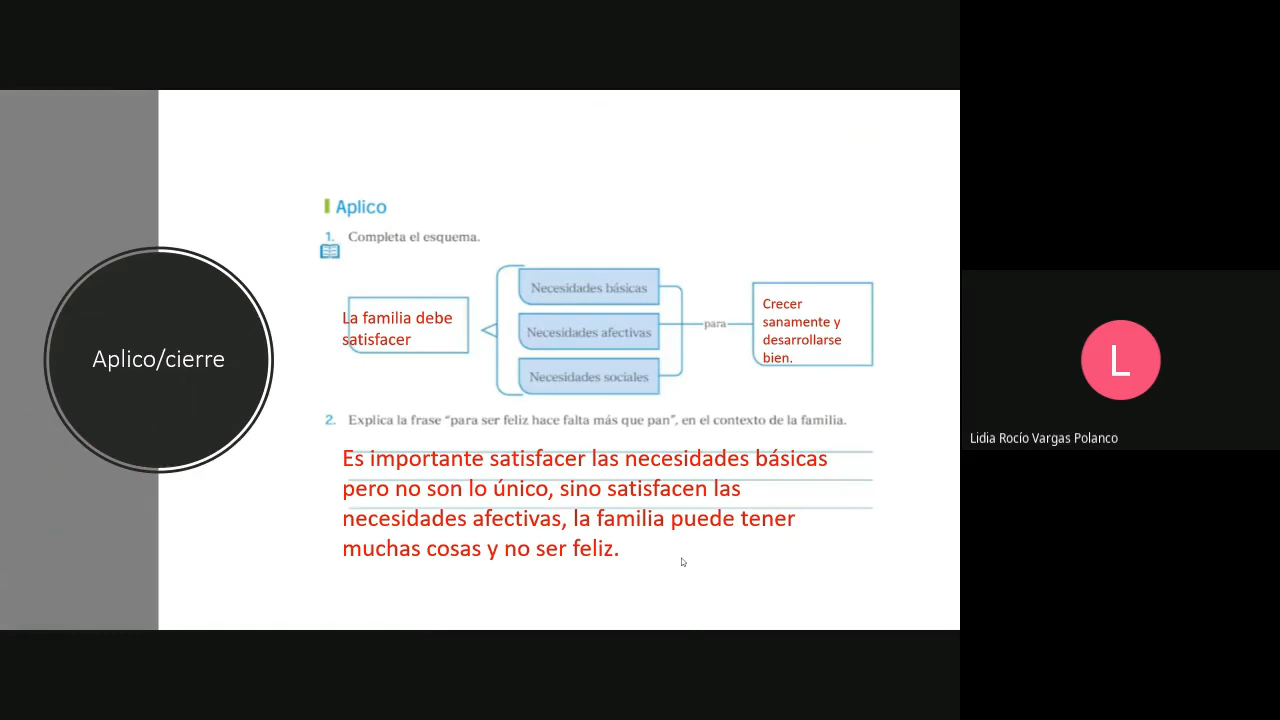 Aplico/cierre
Aplico
1. Completa el esquema.
La familia debe
satisfacer
Necesidades básicas
Necesidades afectivas
Necesidades sociales
para
Crecer
sanamente y
desarrollarse
bien.
2. Explica la frase “para ser feliz hace falta más que pan”, en el contexto de la familia.
Es importante satisfacer las necesidades básicas
pero no son lo único, sino satisfacen las
necesidades afectivas, la familia puede tener
muchas cosas y no ser feliz.
L
Lidia Rocío Vargas Polanco